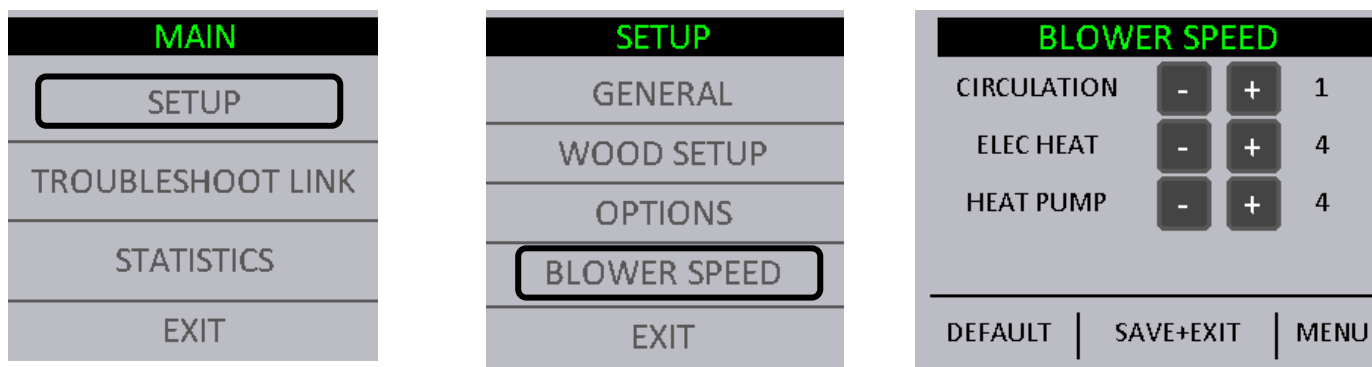 MAIN
SETUP
TROUBLESHOOT LINK
STATISTICS
EXIT
SETUP
GENERAL
WOOD SETUP
OPTIONS
BLOWER SPEED
EXIT
BLOWER SPEED
CIRCULATION - + 1
ELEC HEAT - + 4
HEAT PUMP - + 4
DEFAULT SAVE+EXIT MENU